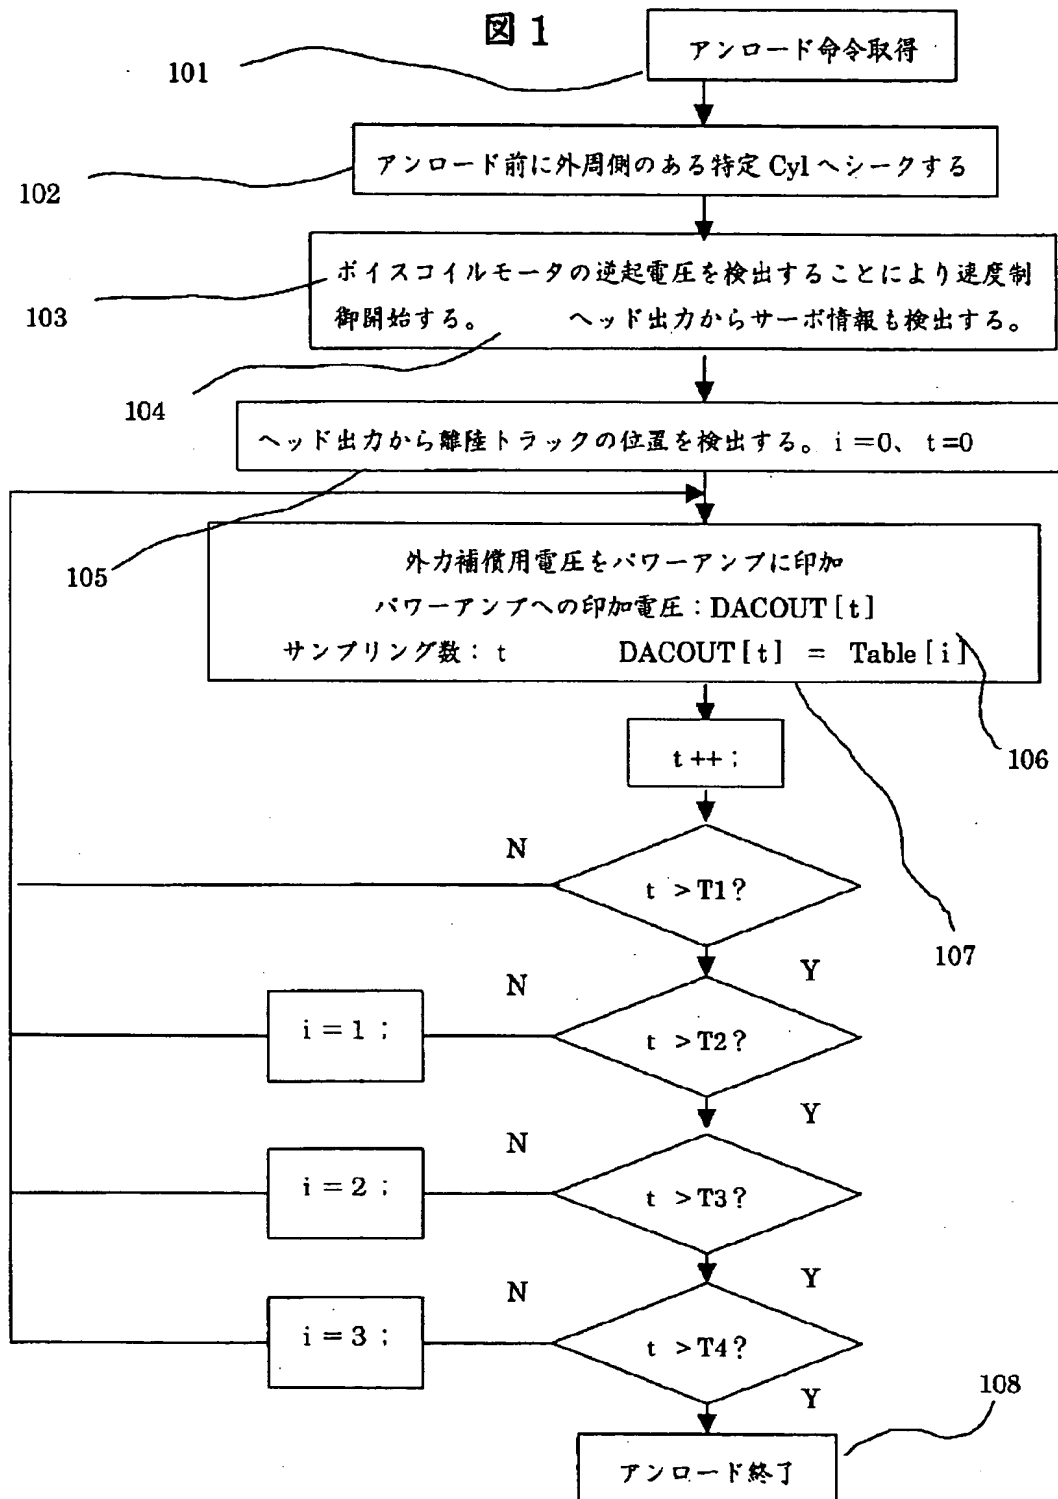 図1
アンロード命令取得
101
アンロード前に外周側のある特定 Cyl へシークする
102
ボイスコイルモータの逆起電圧を検出することにより速度制
御開始する。 ヘッド出力からサーボ情報も検出する。
103
104
ヘッド出力から離陸トラックの位置を検出する。i=0、t=0
105
外力補償用電圧をパワーアンプに印加
パワーアンプへの印加電圧:DACOUT[t]
サンプリング数:t DACOUT[t] = Table[i]
106
t++;
107
N
t >T1?
Y
N
i=1;
t >T2?
Y
N
i=2;
t >T3?
Y
N
i=3;
t >T4?
Y
108
アンロード終了